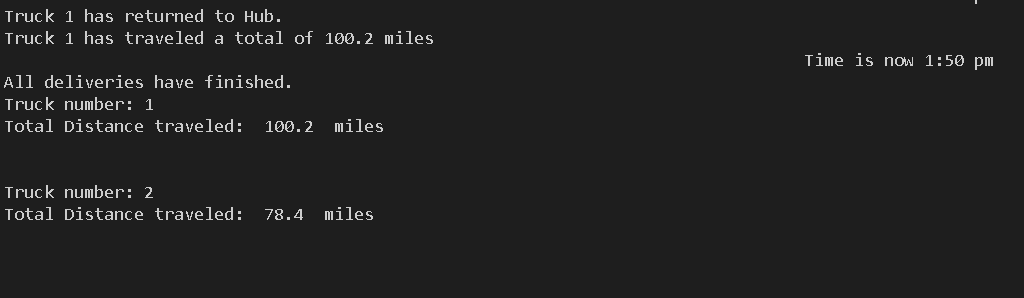 Truck 1 has returned to Hub.
Truck 1 has traveled a total of 100.2 miles
Time is now 1:50 pm
All deliveries have finished.
Truck number: 1
Total Distance traveled:  100.2  miles
Truck number: 2
Total Distance traveled:  78.4  miles